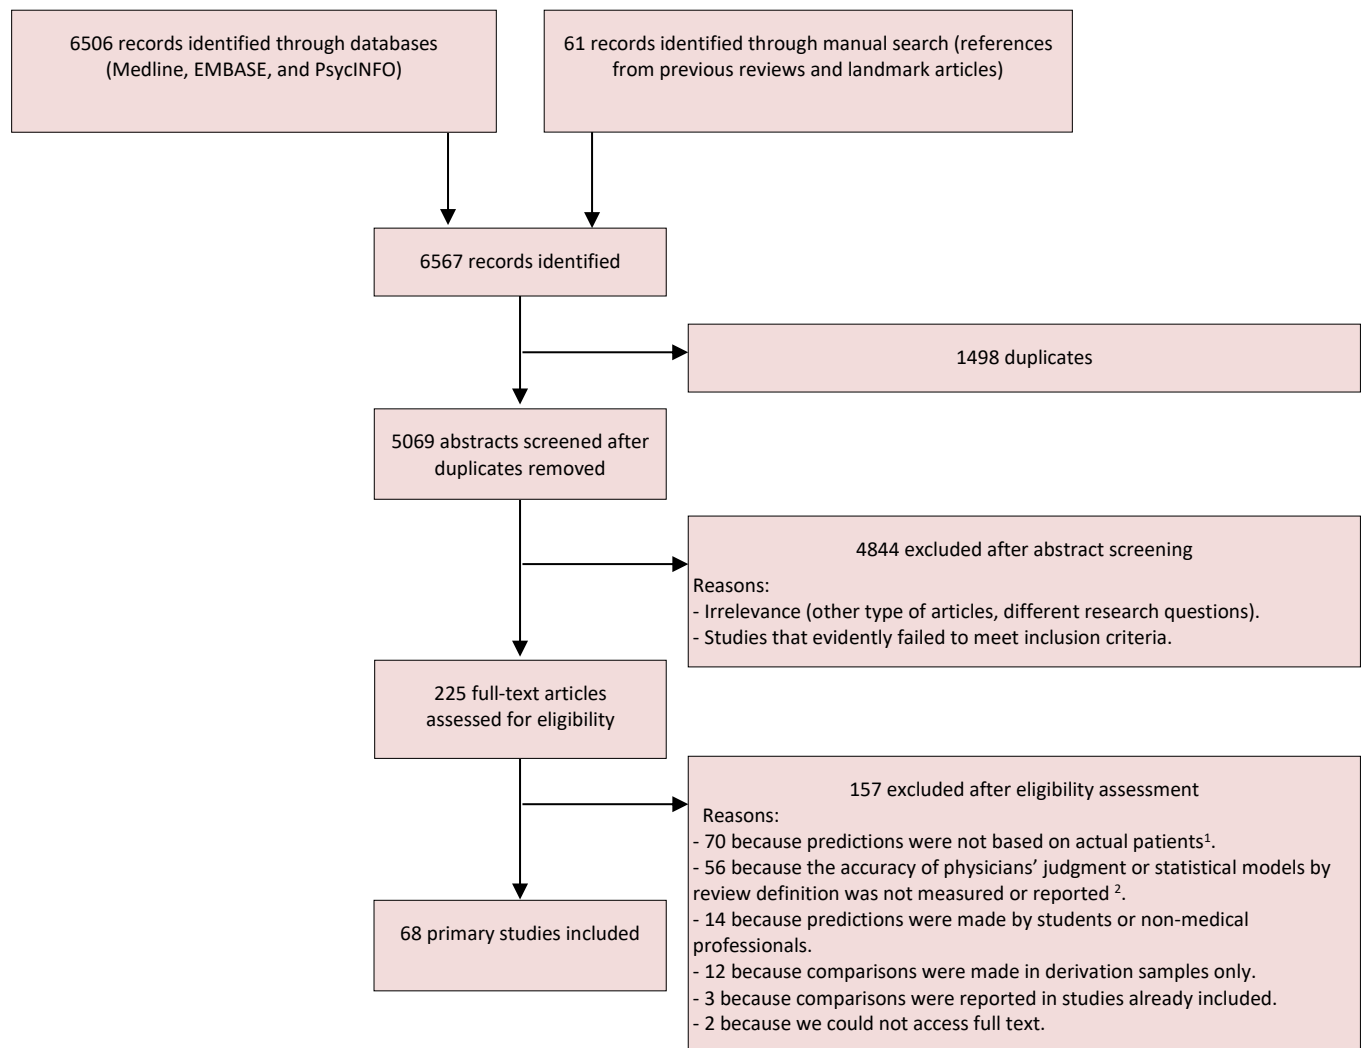 6506 records identified through databases
(Medline, EMBASE, and PsycINFO)
61 records identified through manual search (references
from previous reviews and landmark articles)
6567 records identified
1498 duplicates
5069 abstracts screened after
duplicates removed
4844 excluded after abstract screening
Reasons:
- Irrelevance (other type of articles, different research questions).
- Studies that evidently failed to meet inclusion criteria.
225 full-text articles
assessed for eligibility
157 excluded after eligibility assessment
Reasons:
- 70 because predictions were not based on actual patients¹.
- 56 because the accuracy of physicians’ judgment or statistical models by
review definition was not measured or reported ².
- 14 because predictions were made by students or non-medical
professionals.
- 12 because comparisons were made in derivation samples only.
- 3 because comparisons were reported in studies already included.
- 2 because we could not access full text.
68 primary studies included